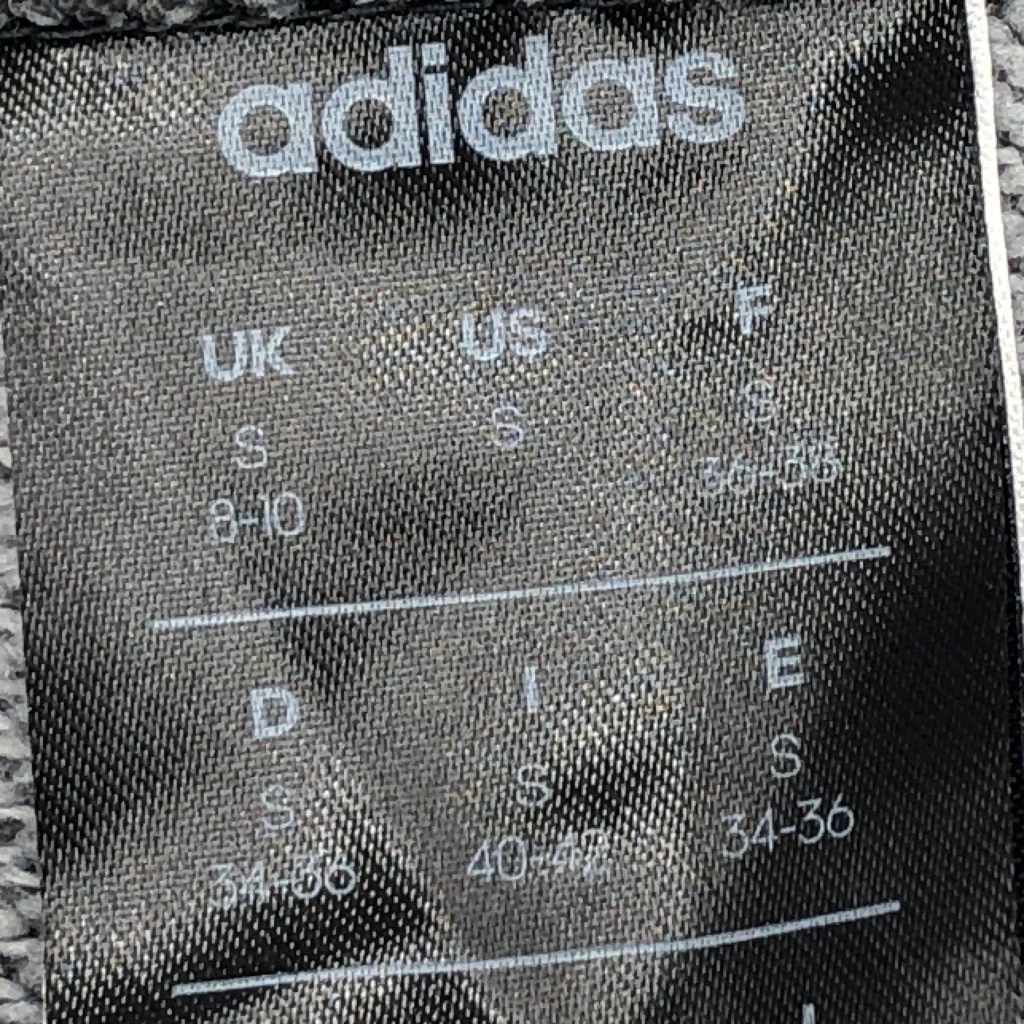 adidas
UK US F
S S S
8-10 36-38
D I E
S S S
34-36 40-42 34-36